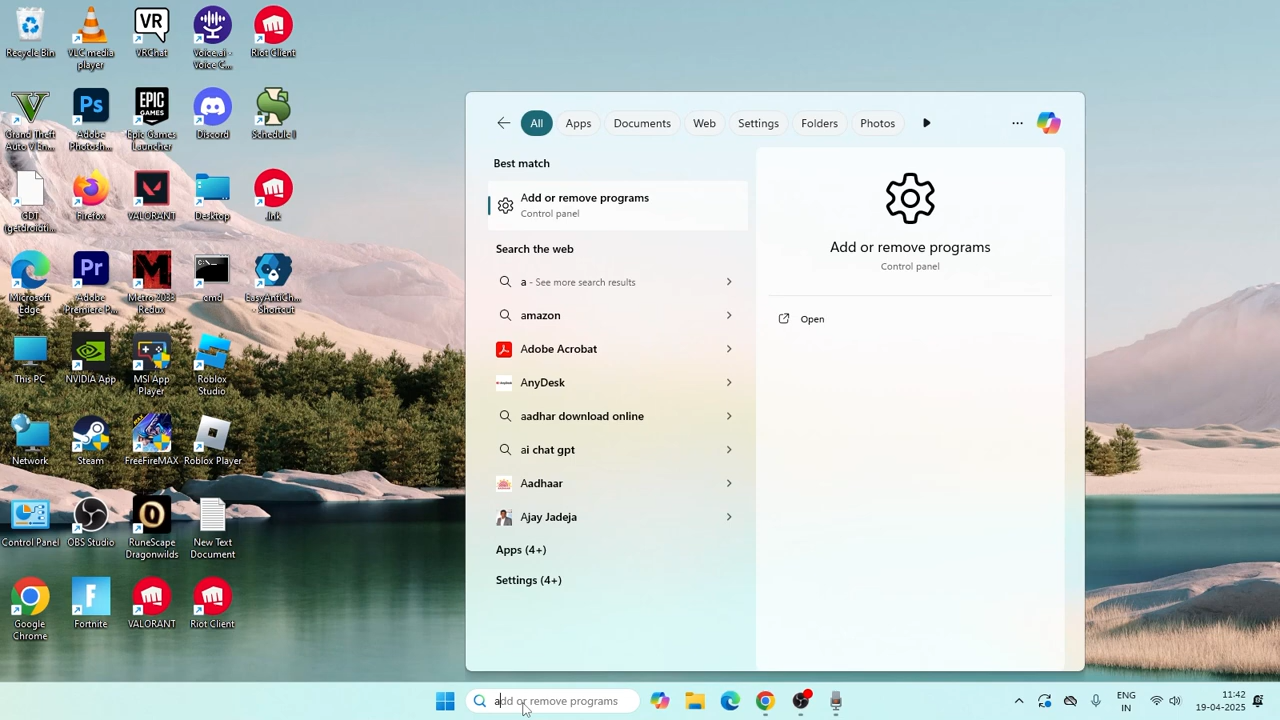 Recycle Bin
VLC media
player
VRChat
Voice.ai -
Voice C...
Riot Client
Grand Theft
Auto V En...
Adobe
Photosh...
Epic Games
Launcher
Discord
Schedule I
GDT
(getdroidti...
Firefox
VALORANT
Desktop
.lnk
Microsoft
Edge
Adobe
Premiere P...
Metro 2033
Redux
cmd
EasyAntiCh...
- Shortcut
This PC
NVIDIA App
MSI App
Player
Roblox
Studio
Network
Steam
FreeFireMAX
Roblox Player
Control Panel
OBS Studio
RuneScape
Dragonwilds
New Text
Document
Google
Chrome
Fortnite
VALORANT
Riot Client
All Apps Documents Web Settings Folders Photos
Best match
Add or remove programs
Control panel
Search the web
a - See more search results
amazon
Adobe Acrobat
AnyDesk
aadhar download online
ai chat gpt
Aadhaar
Ajay Jadeja
Apps (4+)
Settings (4+)
Add or remove programs
Control panel
Open
add or remove programs
ENG
IN
11:42
19-04-2025